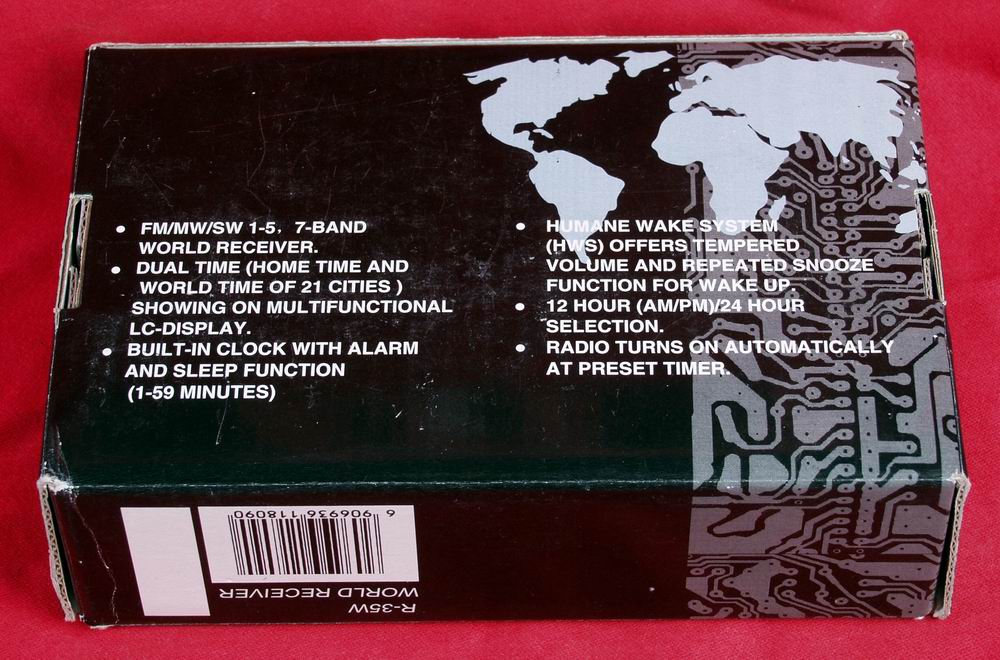 • FM/MW/SW 1-5, 7-BAND
WORLD RECEIVER.
• DUAL TIME (HOME TIME AND
WORLD TIME OF 21 CITES )
SHOWING ON MULTIFUNCTIONAL
LC-DISPLAY.
• BUILT-IN CLOCK WITH ALARM
AND SLEEP FUNCTION
(1-59 MINUTES)
• HUMANE WAKE SYSTEM
(HWS) OFFERS TEMPERED
VOLUME AND REPEATED SNOOZE
FUNCTION FOR WAKE UP.
• 12 HOUR (AM/PM)/24 HOUR
SELECTION.
• RADIO TURNS ON AUTOMATICALLY
AT PRESET TIMER.
R-35W
WORLD RECEIVER
6 906936 118090